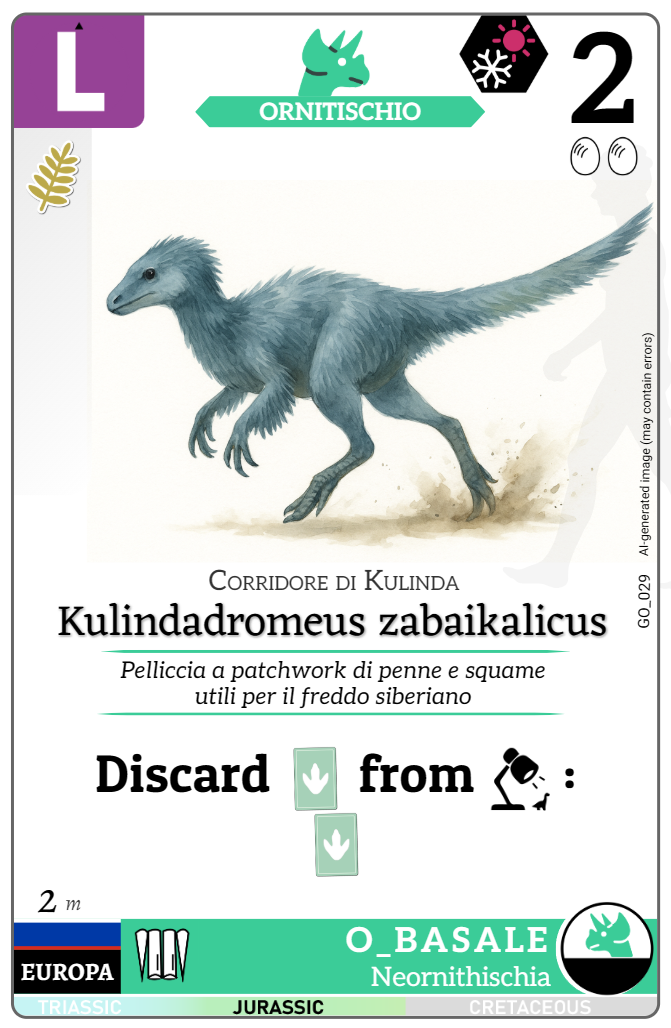 L
ORNITISCHIO
2
AI-generated image (may contain errors)
GO_029
Corridore di Kulinda
Kulindadromeus zabaikalicus
Pelliccia a patchwork di penne e squame
utili per il freddo siberiano
Discard from :
2 m
EUROPA
O_BASALE
Neornithischia
TRIASSIC JURASSIC CRETACEOUS